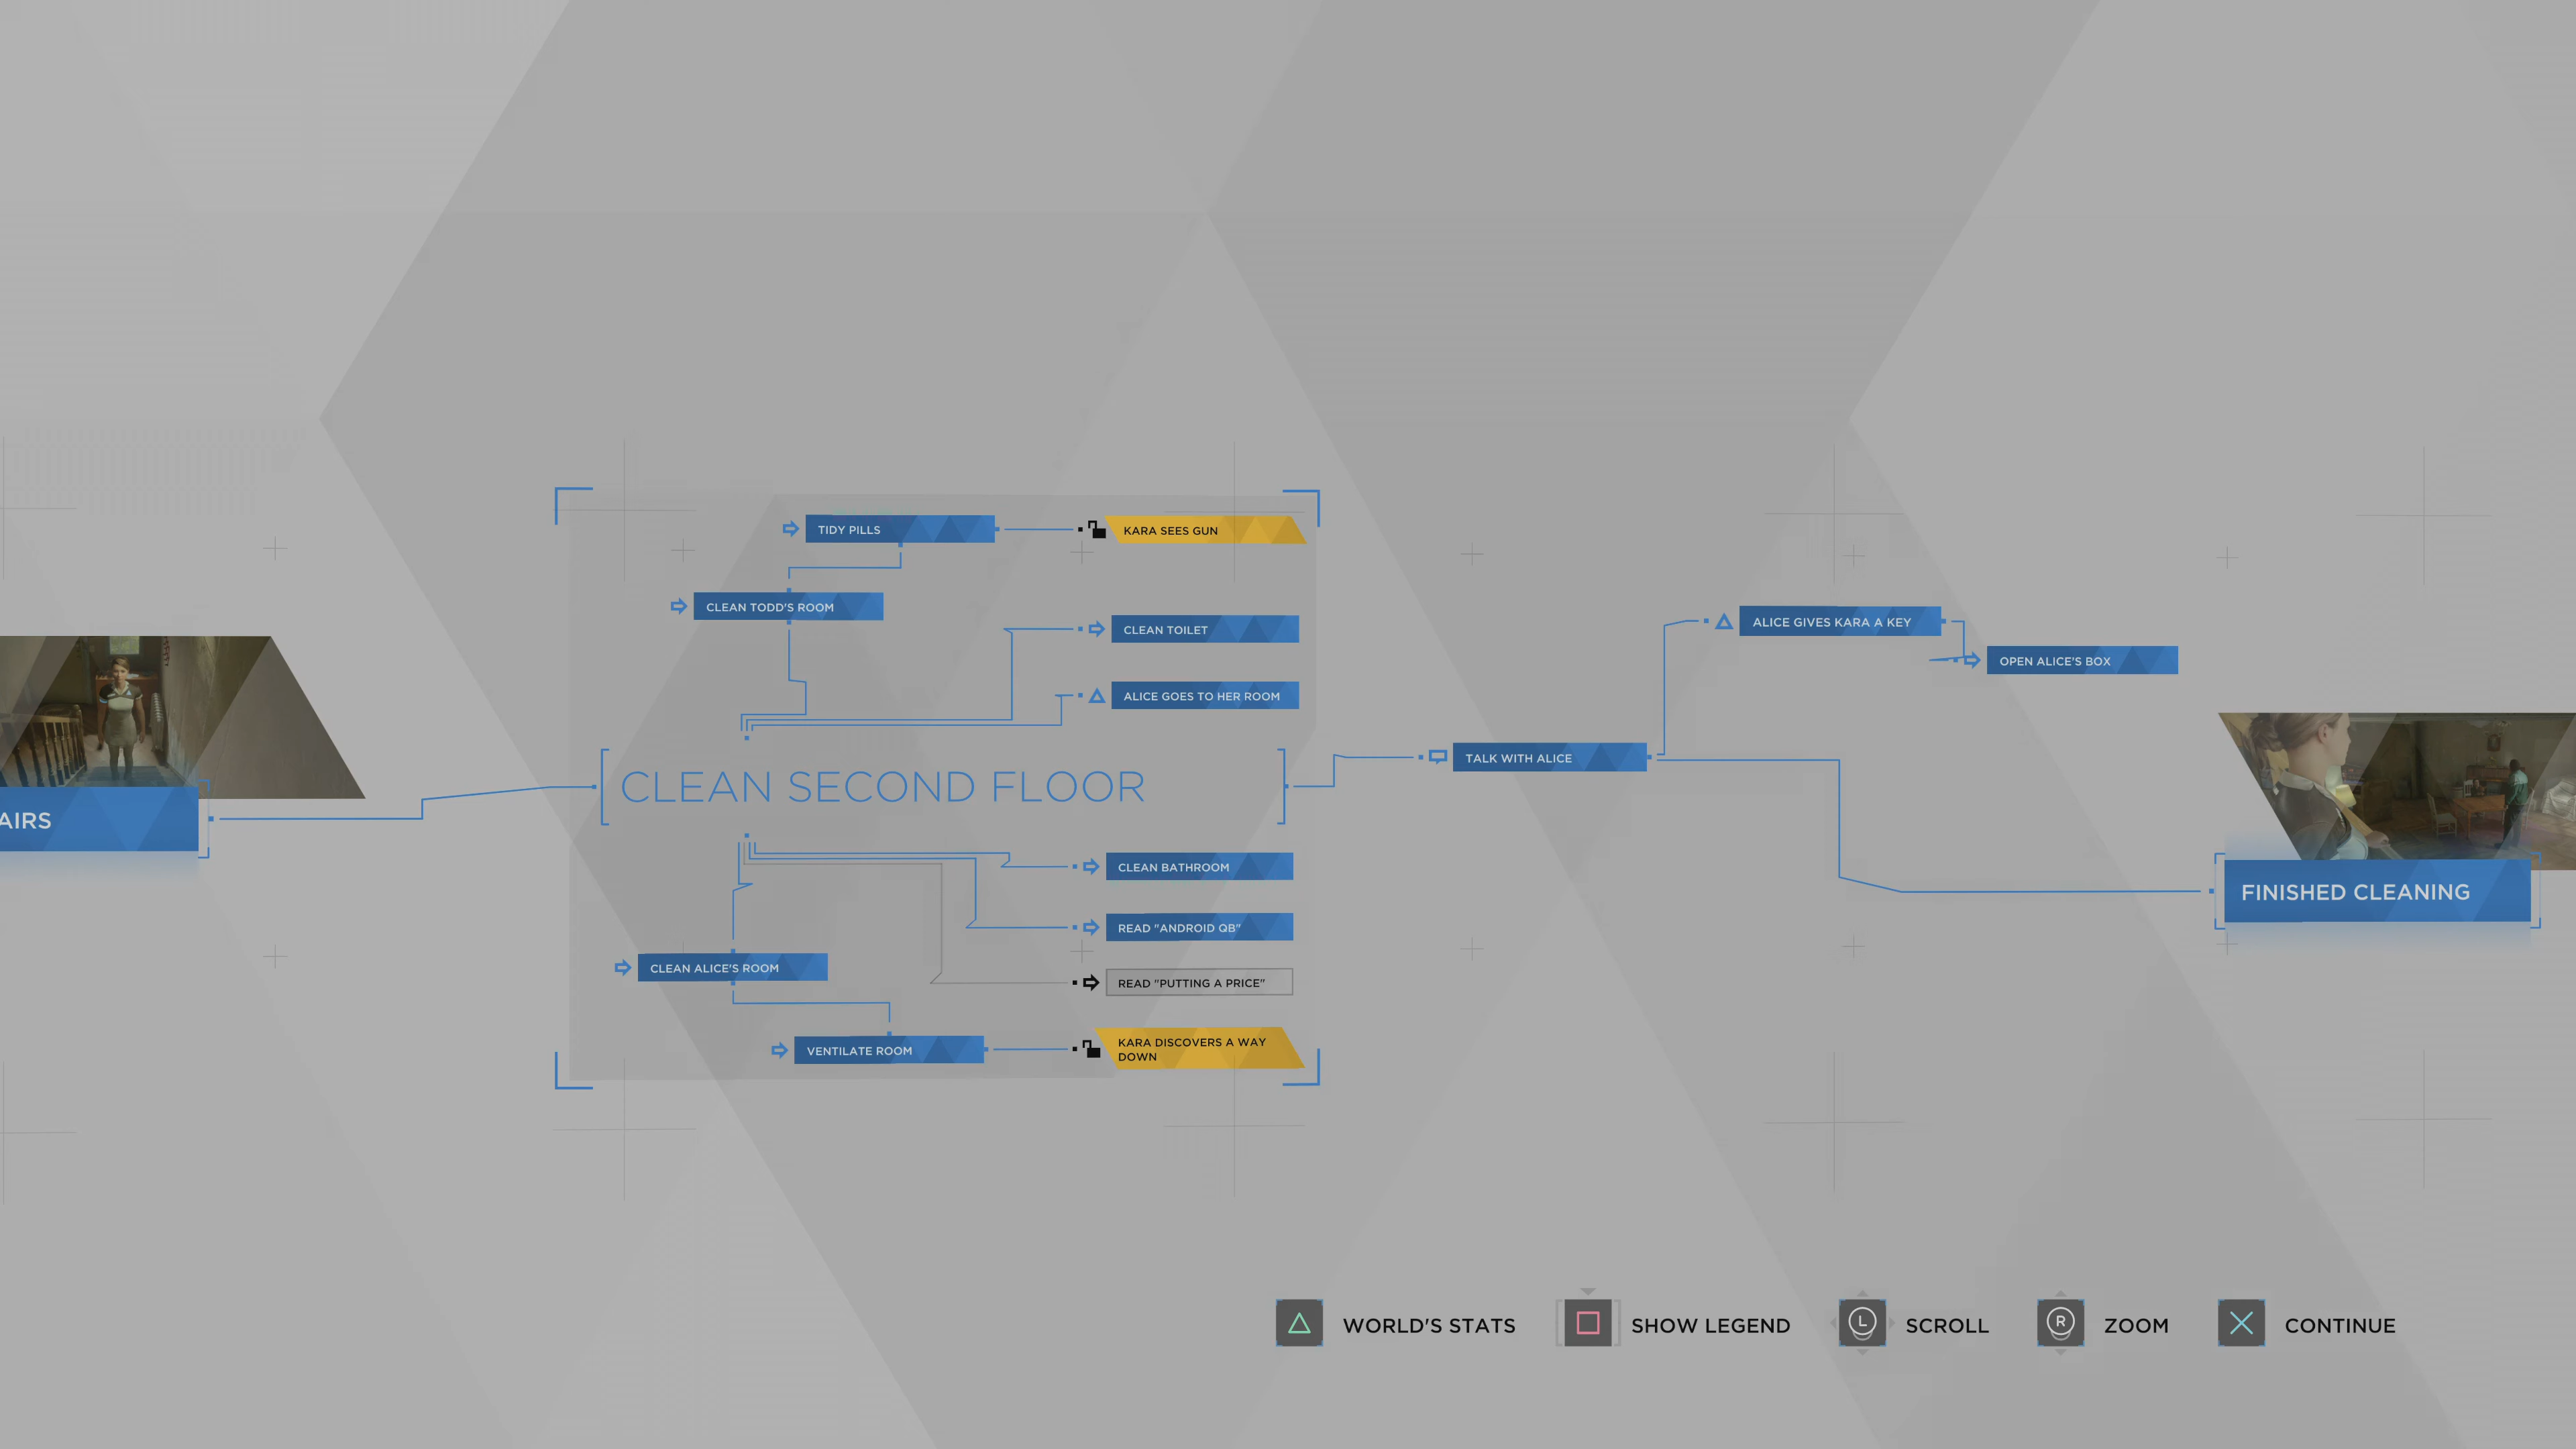 TIDY PILLS
KARA SEES GUN
CLEAN TODD'S ROOM
CLEAN TOILET
ALICE GOES TO HER ROOM
AIRS
CLEAN SECOND FLOOR
TALK WITH ALICE
ALICE GIVES KARA A KEY
OPEN ALICE'S BOX
CLEAN BATHROOM
READ "ANDROID QB"
CLEAN ALICE'S ROOM
READ "PUTTING A PRICE"
VENTILATE ROOM
KARA DISCOVERS A WAY
DOWN
FINISHED CLEANING
WORLD'S STATS
SHOW LEGEND
L
SCROLL
R
ZOOM
CONTINUE